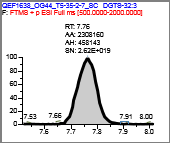 QEF1638_OG44_T5-35-2-7_SC DGT8-32:3
F: FTMS + p ESI Full ms [500.0000-2000.0000]
RT: 7.76
AA: 2308160
AH: 458143
SN: 2.62E+019
100
80
60
40
20
0
7.53
7.66
7.91
8.00
7.6
7.7
7.8
7.9
8.0